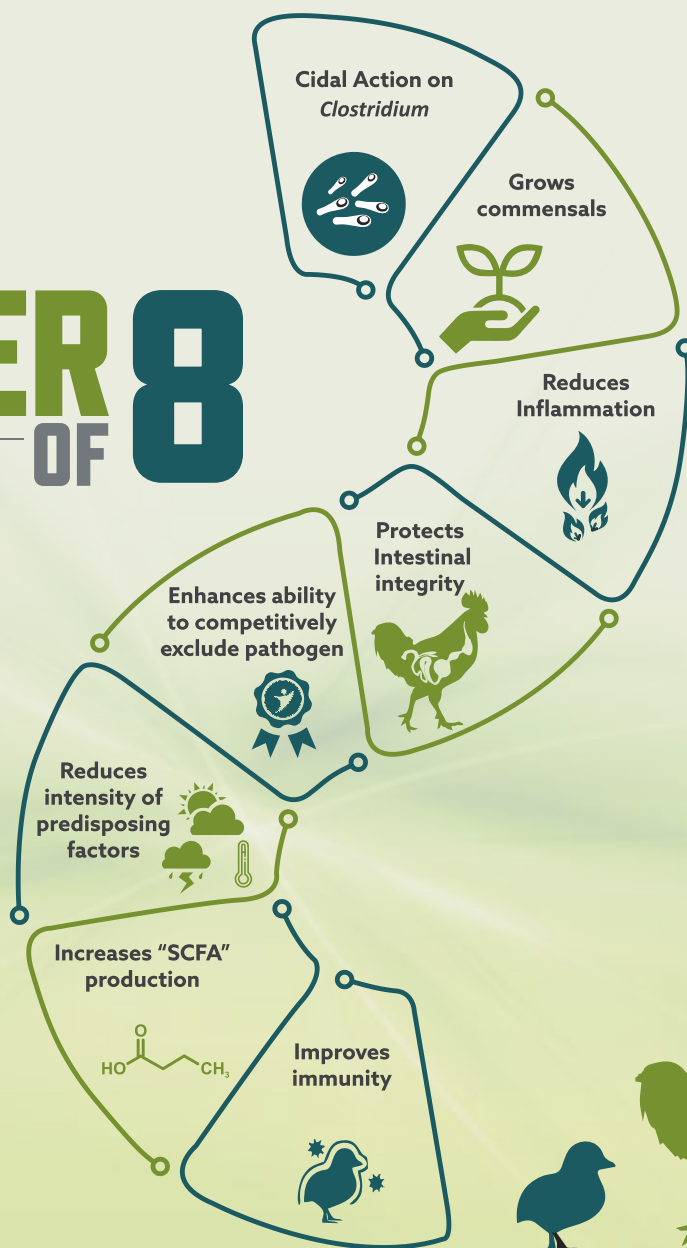 Cidal Action on
Clostridium
Grows
commensals
ER
OF
8
Reduces
Inflammation
Protects
Intestinal
integrity
Enhances ability
to competitively
exclude pathogen
Reduces
intensity of
predisposing
factors
Increases “SCFA”
production
O
HO
CH₃
Improves
immunity